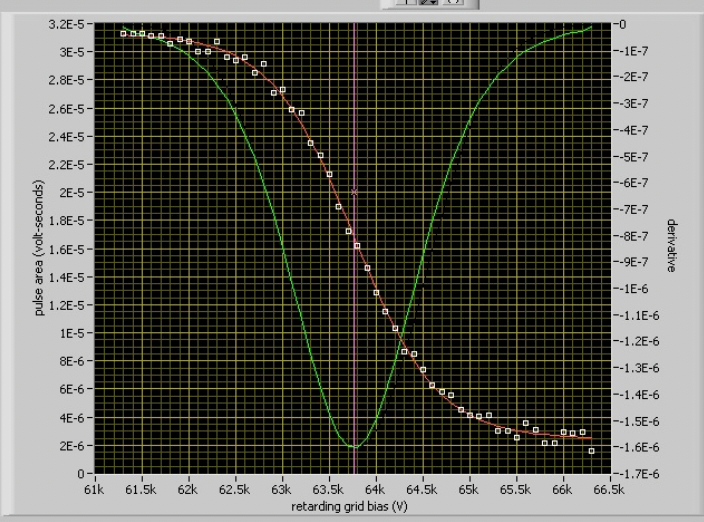 3.2E-5
3E-5
2.8E-5
2.6E-5
2.4E-5
2.2E-5
2E-5
1.8E-5
1.6E-5
1.4E-5
1.2E-5
1E-5
8E-6
6E-6
4E-6
2E-6
0
pulse area (volt-seconds)
61k 61.5k 62k 62.5k 63k 63.5k 64k 64.5k 65k 65.5k 66k 66.5k
retarding grid bias (V)
-0
-1E-7
-2E-7
-3E-7
-4E-7
-5E-7
-6E-7
-7E-7
-8E-7
-9E-7
-1E-6
-1.1E-6
-1.2E-6
-1.3E-6
-1.4E-6
-1.5E-6
-1.6E-6
-1.7E-6
derivative